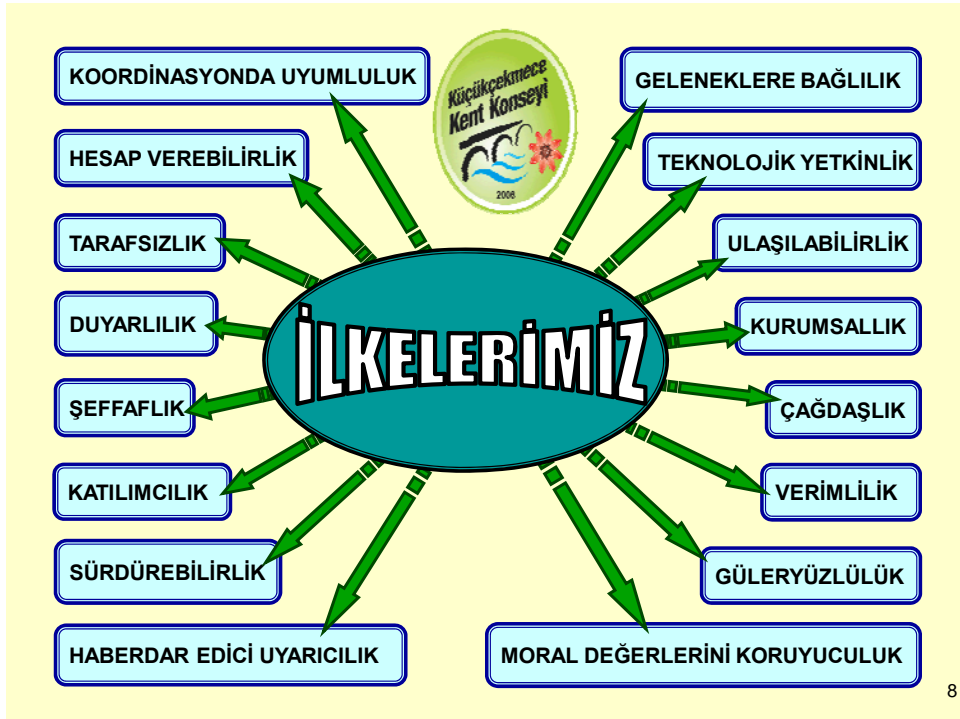 KOORDİNASYONDA UYUMLULUK
HESAP VEREBİLİRLİK
TARAFSIZLIK
DUYARLILIK
ŞEFFAFLIK
KATILIMCILIK
SÜRDÜREBİLİRLİK
HABERDAR EDİCİ UYARICILIK
Küçükçekmece
Kent Konseyi
2006
İLKELERİMİZ
GELENEKLERE BAĞLILIK
TEKNOLOJİK YETKİNLİK
ULAŞILABİLİRLİK
KURUMSALLIK
ÇAĞDAŞLIK
VERİMLİLİK
GÜLERYÜZLÜLÜK
MORAL DEĞERLERİNİ KORUYUCULUK
8